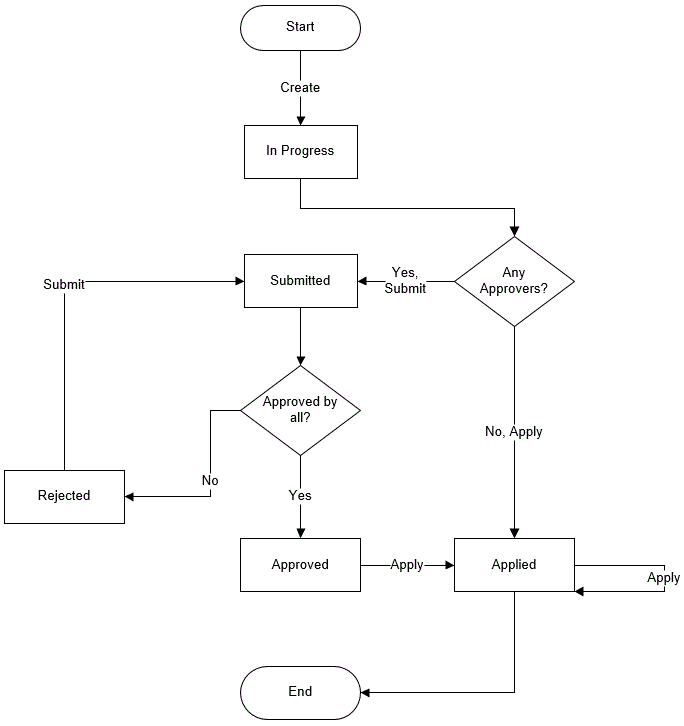 Start
Create
In Progress
Any
Approvers?
Yes,
Submit
Submitted
Submit
Approved by
all?
No, Apply
No
Rejected
Yes
Approved
Apply
Applied
Apply
End